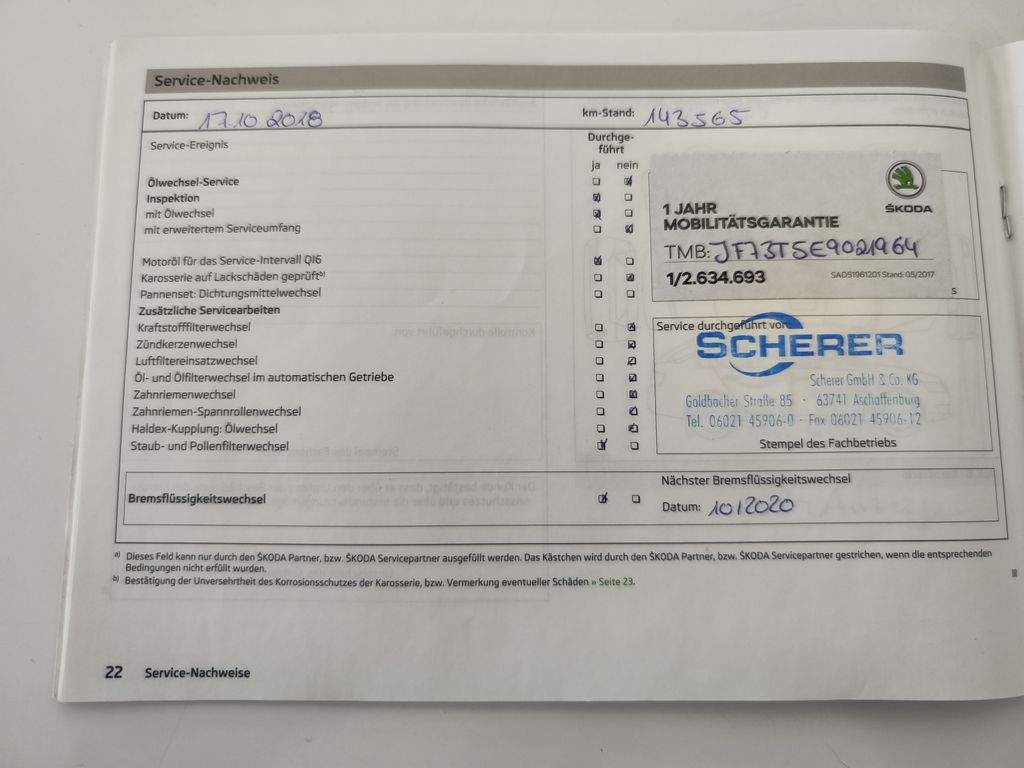 Service-Nachweis
Datum: 17.10 2018 km-Stand: 143565
Service-Ereignis Durchge-
führt
ja nein
Ölwechsel-Service
Inspektion
mit Ölwechsel
mit erweitertem Serviceumfang
Motoröl für das Service-Intervall QI6
Karosserie auf Lackschäden geprüft b)
Pannenset: Dichtungsmittelwechsel
Zusätzliche Servicearbeiten
Kraftstofffilterwechsel
Zündkerzenwechsel
Luftfiltereinsatzwechsel
Öl- und Ölfilterwechsel im automatischen Getriebe
Zahnriemenwechsel
Zahnriemen-Spannrollenwechsel
Haldex-Kupplung: Ölwechsel
Staub- und Pollenfilterwechsel
ŠKODA
1 JAHR
MOBILITÄTSGARANTIE
TMB: JF73T5E9021964
1/2.634.693 SAD51961201 Stand: 05/2017
s
Service durchgeführt von:
SCHERER
Scherer GmbH & Co. KG
Goldbacher Straße 85 · 63741 Aschaffenburg
Tel. 06021 45906-0 · Fax 06021 45906-12
Stempel des Fachbetriebs
Bremsflüssigkeitswechsel
Nächster Bremsflüssigkeitswechsel
Datum: 10/2020
a) Dieses Feld kann nur durch den ŠKODA Partner, bzw. ŠKODA Servicepartner ausgefüllt werden. Das Kästchen wird durch den ŠKODA Partner, bzw. ŠKODA Servicepartner gestrichen, wenn die entsprechenden
Bedingungen nicht erfüllt wurden.
b) Bestätigung der Unversehrtheit des Korrosionsschutzes der Karosserie, bzw. Vermerkung eventueller Schäden » Seite 23.
22 Service-Nachweise